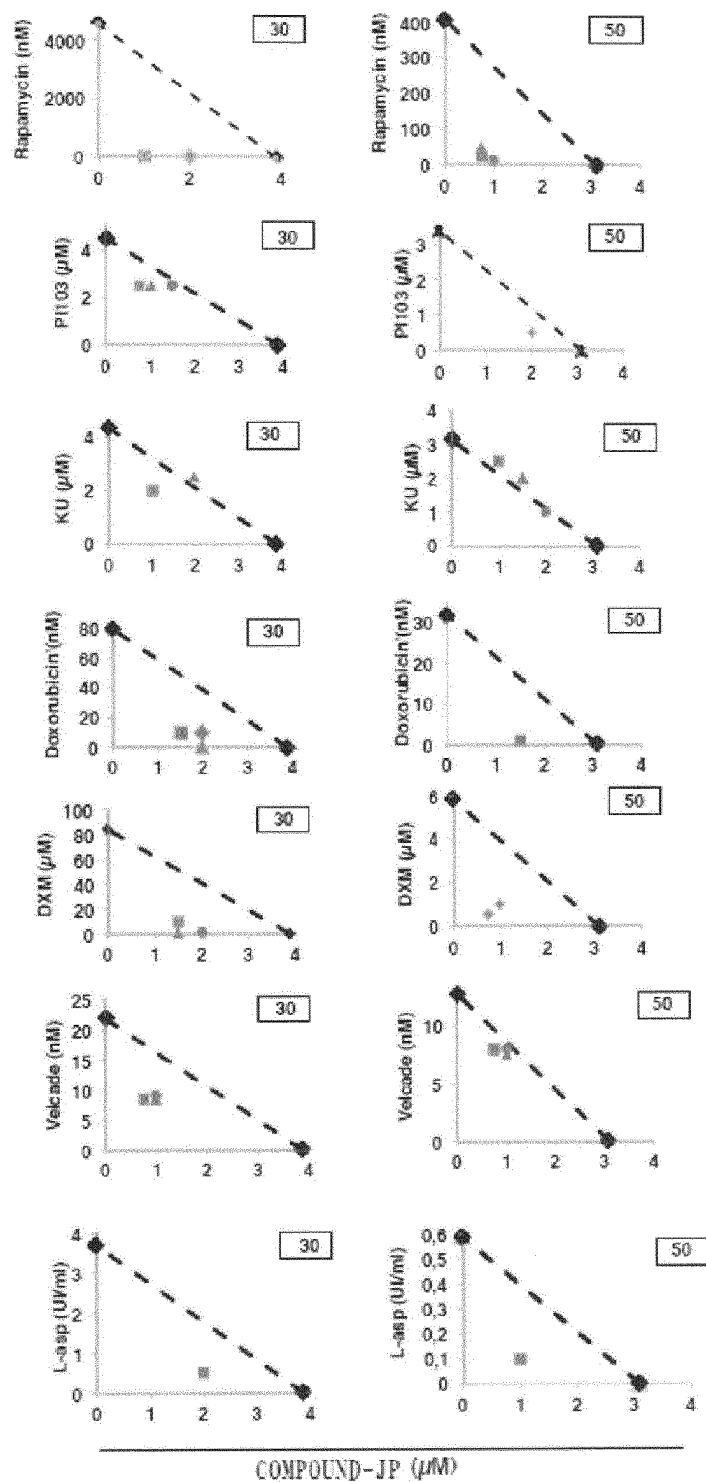 Rapamycin (nM)
4000
2000
0
30
0 1 2 3 4
Rapamycin (nM)
400
300
200
100
0
50
0 1 2 3 4
PI103 (µM)
4
2
0
30
0 1 2 3 4
PI103 (µM)
3
2
1
0
50
0 1 2 3 4
KU (µM)
4
2
0
30
0 1 2 3 4
KU (µM)
4
3
2
1
0
50
0 1 2 3 4
Doxorubicin (nM)
80
60
40
20
0
30
0 1 2 3 4
Doxorubicin (nM)
30
20
10
0
50
0 1 2 3 4
DXM (µM)
100
80
60
40
20
0
30
0 1 2 3 4
DXM (µM)
6
4
2
0
50
0 1 2 3 4
Velcade (nM)
25
20
15
10
5
0
30
0 1 2 3 4
Velcade (nM)
10
5
0
50
0 1 2 3 4
L-asp (UI/ml)
4
3
2
1
0
30
0 1 2 3 4
L-asp (UI/ml)
0,6
0,5
0,4
0,3
0,2
0,1
0
50
0 1 2 3 4
COMPOUND-JP (µM)